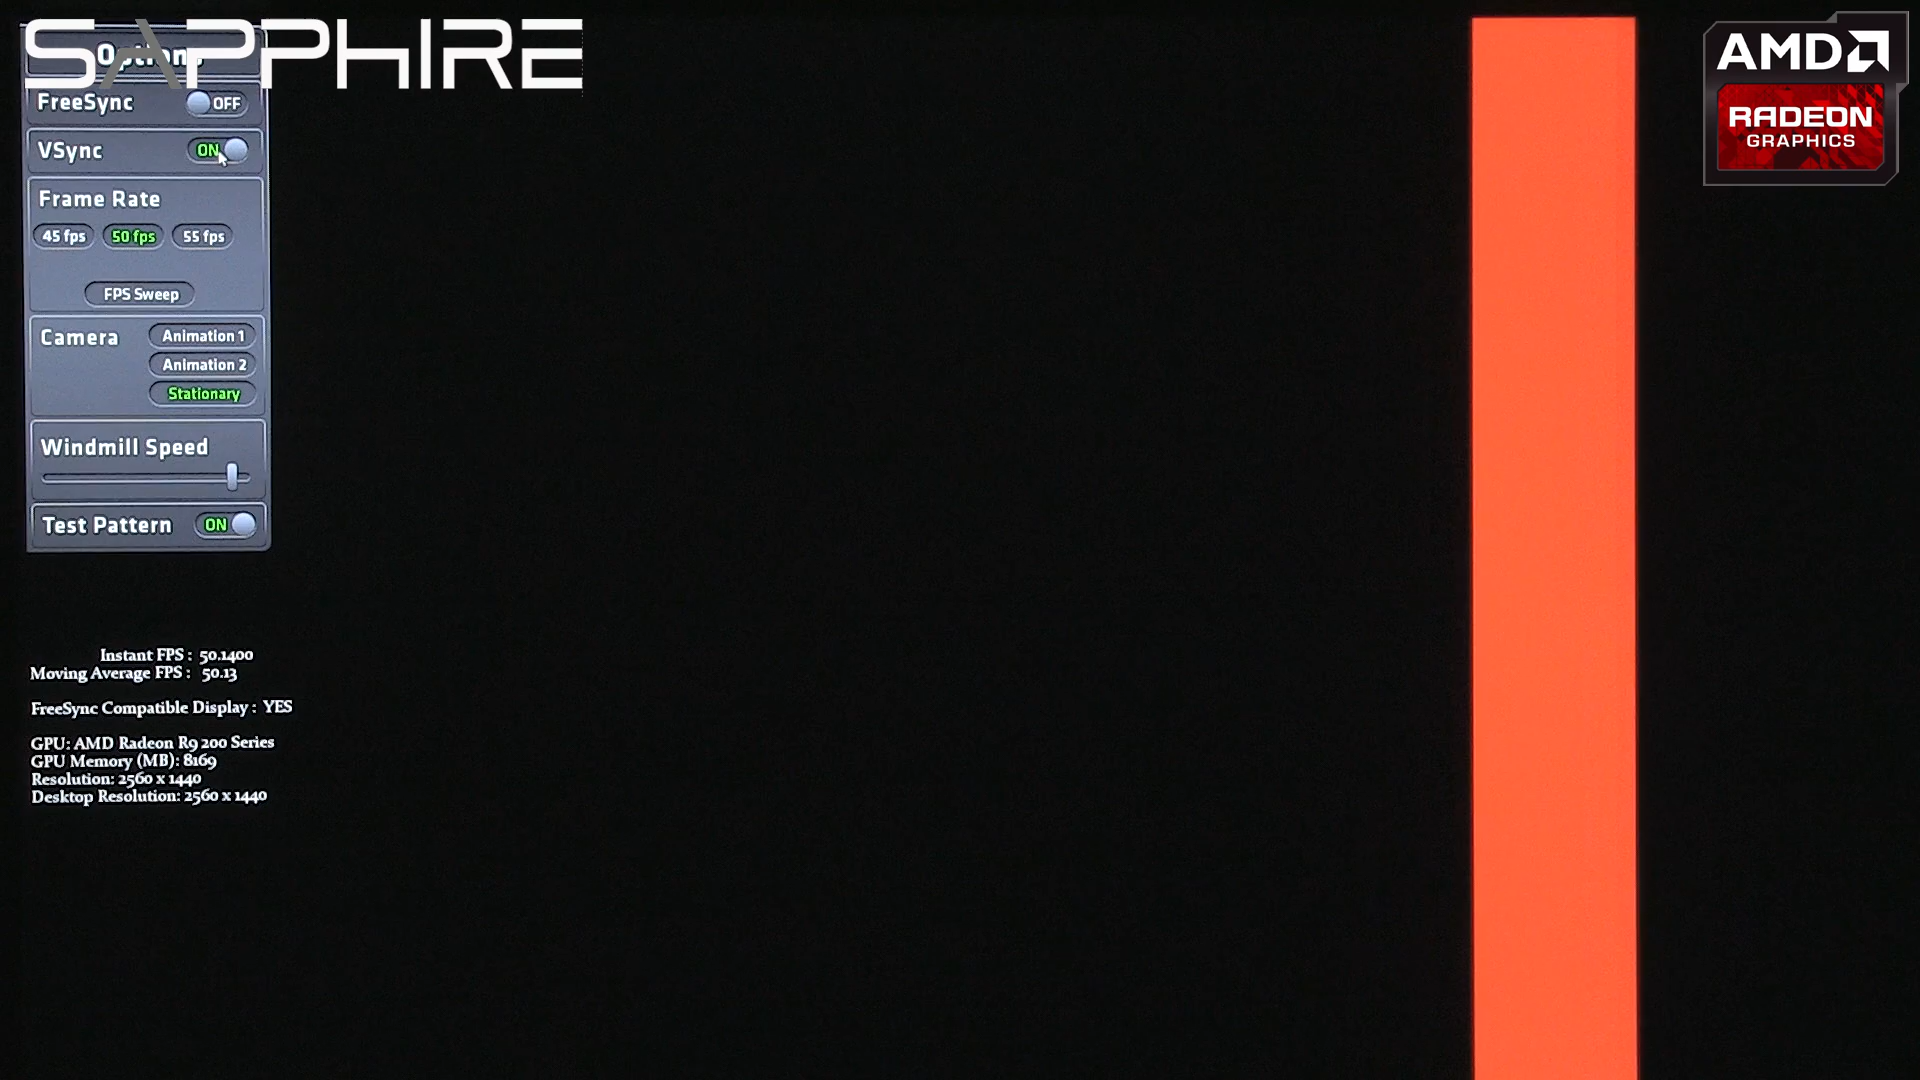 SAPPHIRE
Options
AMD
RADEON
GRAPHICS
FreeSync OFF
VSync ON
Frame Rate
45 fps 50 fps 55 fps
FPS Sweep
Camera Animation 1
Animation 2
Stationary
Windmill Speed
Test Pattern ON
Instant FPS : 50.1400
Moving Average FPS : 50.13
FreeSync Compatible Display : YES
GPU: AMD Radeon R9 200 Series
GPU Memory (MB): 8169
Resolution: 2560 x 1440
Desktop Resolution: 2560 x 1440